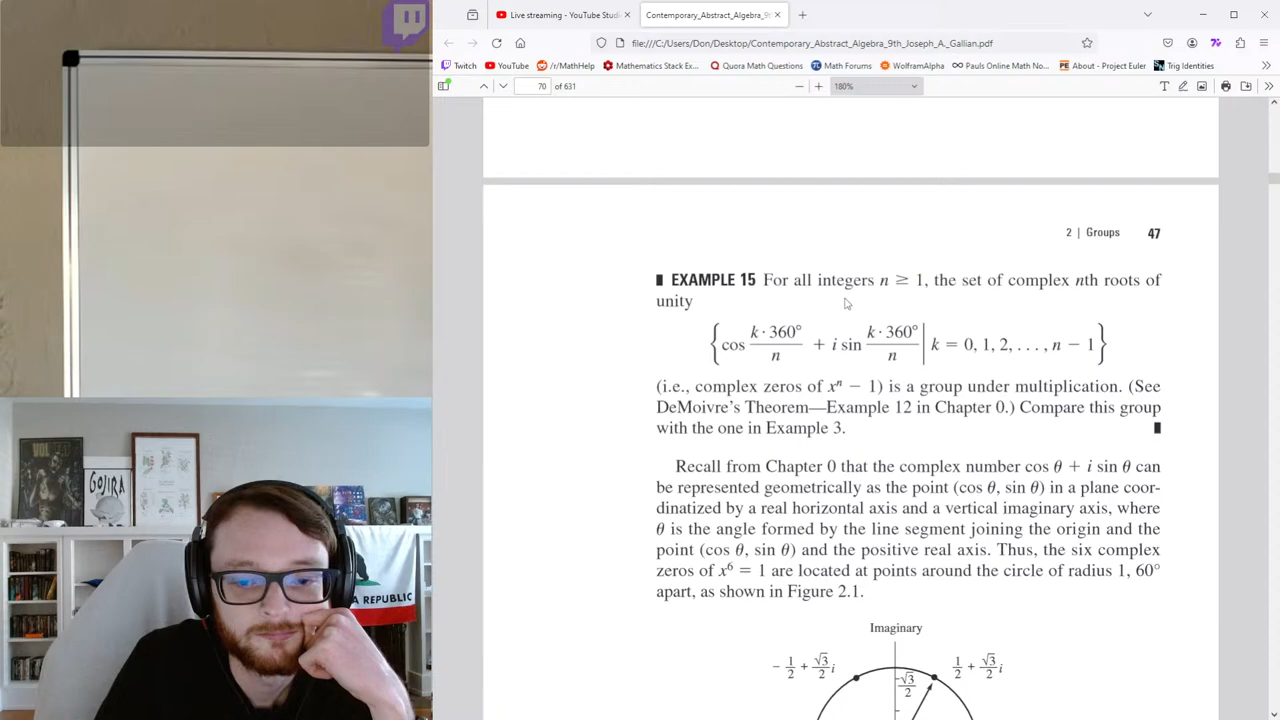 Live streaming - YouTube Studi
Contemporary_Abstract_Algebra_9th
file:///C:/Users/Don/Desktop/Contemporary_Abstract_Algebra_9th_Joseph_A._Gallian.pdf
Twitch
YouTube
/r/MathHelp
Mathematics Stack Ex...
Quora Math Questions
Math Forums
WolframAlpha
Pauls Online Math No...
About - Project Euler
Trig Identities
70 of 631
180%
2 | Groups 47
EXAMPLE 15 For all integers n ≥ 1, the set of complex nth roots of
unity
{cos k · 360°/n + i sin k · 360°/n | k = 0, 1, 2, . . . , n − 1}
(i.e., complex zeros of xⁿ − 1) is a group under multiplication. (See
DeMoivre's Theorem—Example 12 in Chapter 0.) Compare this group
with the one in Example 3.
Recall from Chapter 0 that the complex number cos θ + i sin θ can
be represented geometrically as the point (cos θ, sin θ) in a plane coor-
dinatized by a real horizontal axis and a vertical imaginary axis, where
θ is the angle formed by the line segment joining the origin and the
point (cos θ, sin θ) and the positive real axis. Thus, the six complex
zeros of x⁶ = 1 are located at points around the circle of radius 1, 60°
apart, as shown in Figure 2.1.
Imaginary
− 1/2 + √3/2 i
√3/2
1/2 + √3/2 i
VOLBEAT
GOJIRA
A REPUBLIC